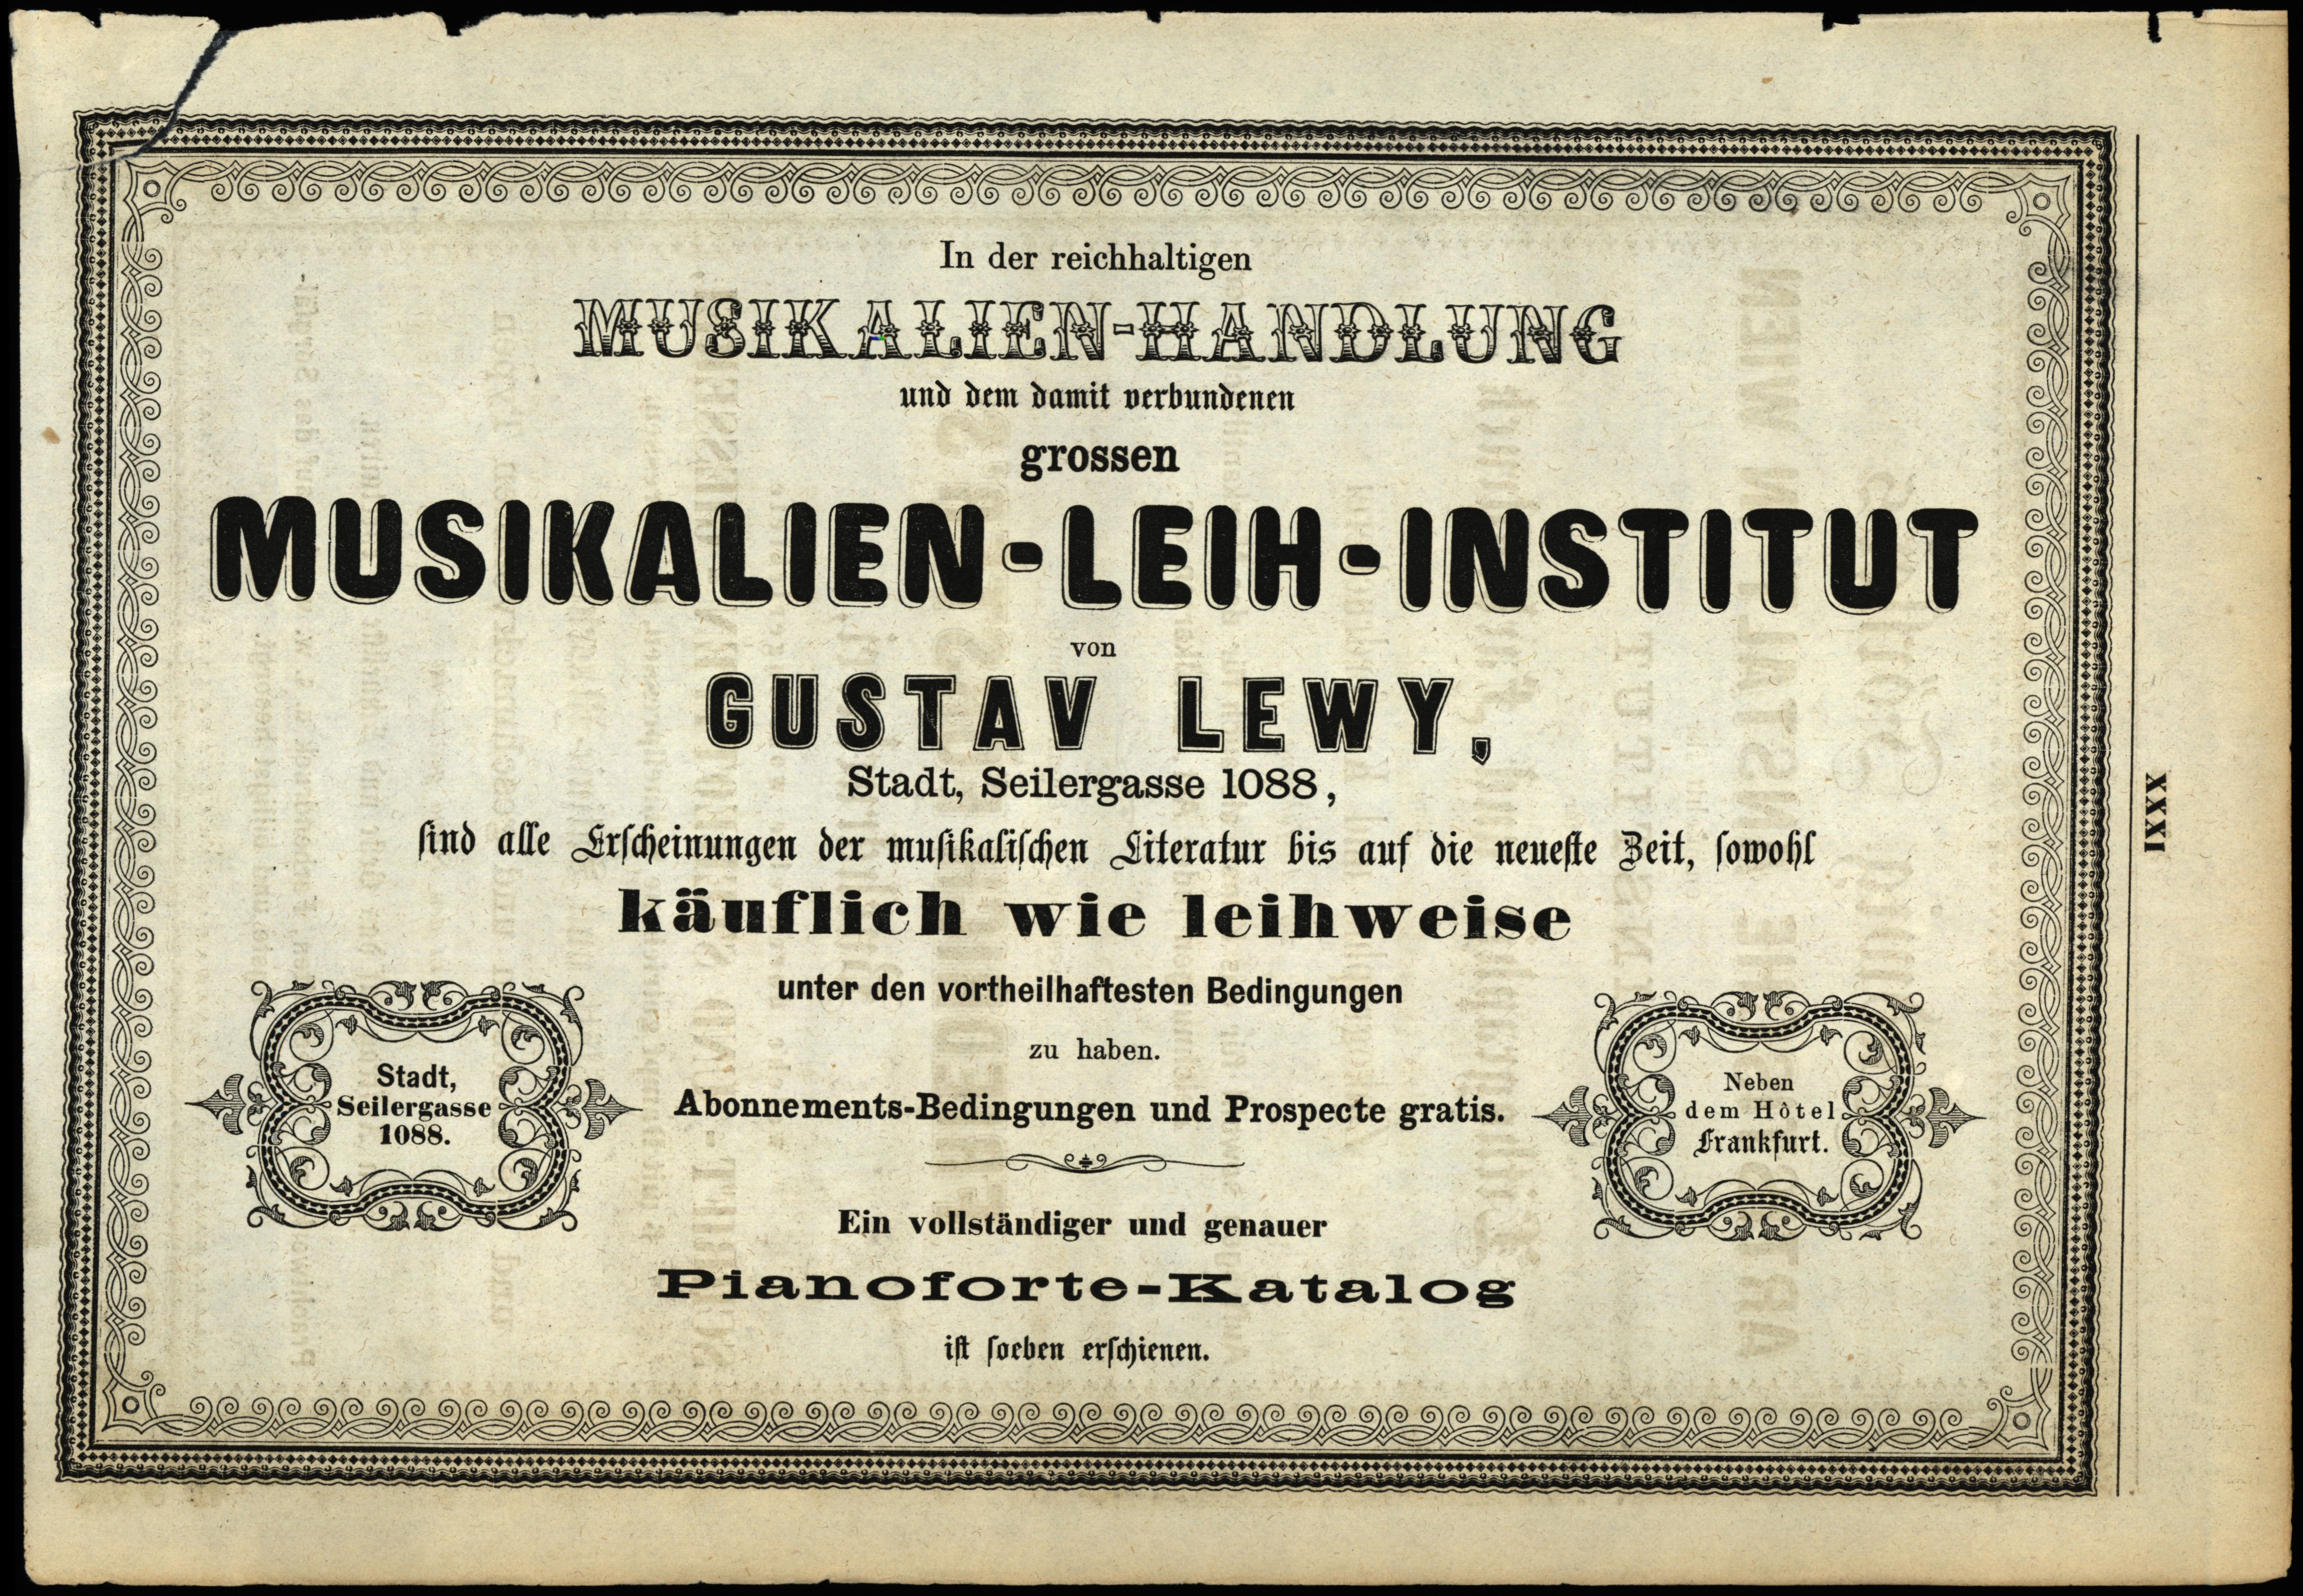 In der reichhaltigen
MUSIKALIEN-HANDLUNG
und dem damit verbundenen
grossen
MUSIKALIEN-LEIH-INSTITUT
von
GUSTAV LEWY,
Stadt, Seilergasse 1088,
ſind alle Erſcheinungen der muſikaliſchen Literatur bis auf die neueſte Zeit, ſowohl
käuflich wie leihweise
unter den vortheilhaftesten Bedingungen
zu haben.
Stadt,
Seilergasse
1088.
Abonnements-Bedingungen und Prospecte gratis.
Neben
dem Hôtel
Frankfurt.
Ein vollständiger und genauer
Pianoforte-Katalog
iſt ſoeben erſchienen.
XXXI